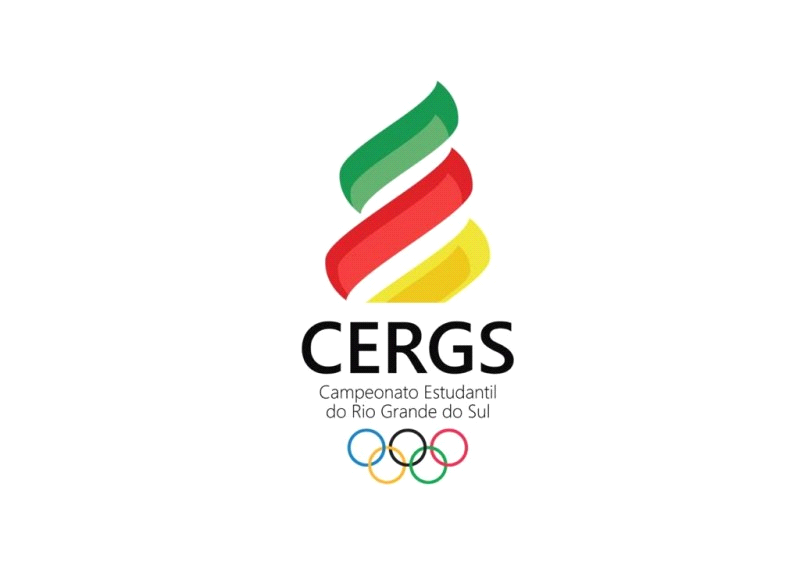 CERGS
Campeonato Estudantil
do Rio Grande do Sul